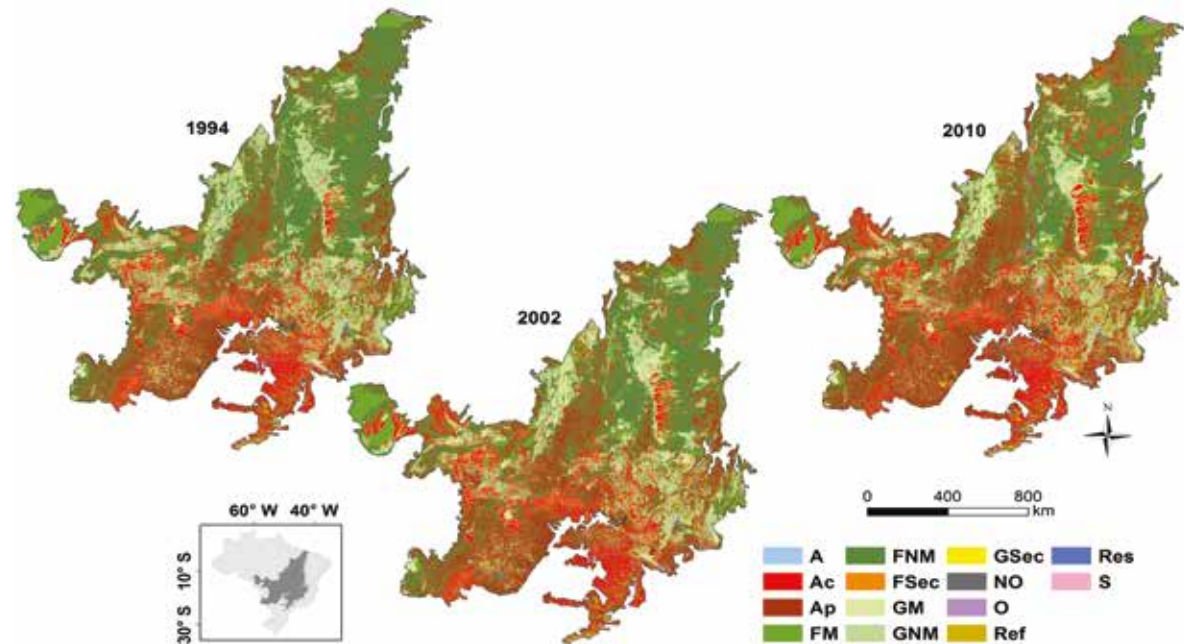 1994
2010
2002
N
0 400 800
km
60° W 40° W
10° S
30° S
A FNM GSec Res
Ac FSec NO S
Ap GM O
FM GNM Ref